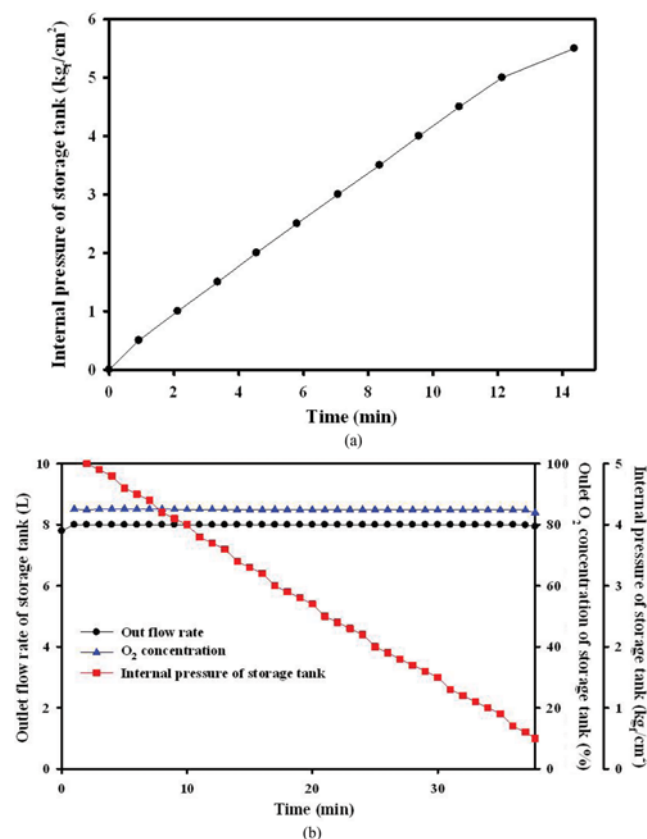 6
5
4
3
2
1
0
Internal pressure of storage tank (kgf/cm²)
0 2 4 6 8 10 12 14
Time (min)
(a)
10
8
6
4
2
0
Outlet flow rate of storage tank (L)
Out flow rate
O₂ concentration
Internal pressure of storage tank
100
80
60
40
20
0
Oulet O₂ concentration of storage tank (%)
5
4
3
2
1
0
Internal pressure of storage tank (kgf/cm²)
0 10 20 30
Time (min)
(b)